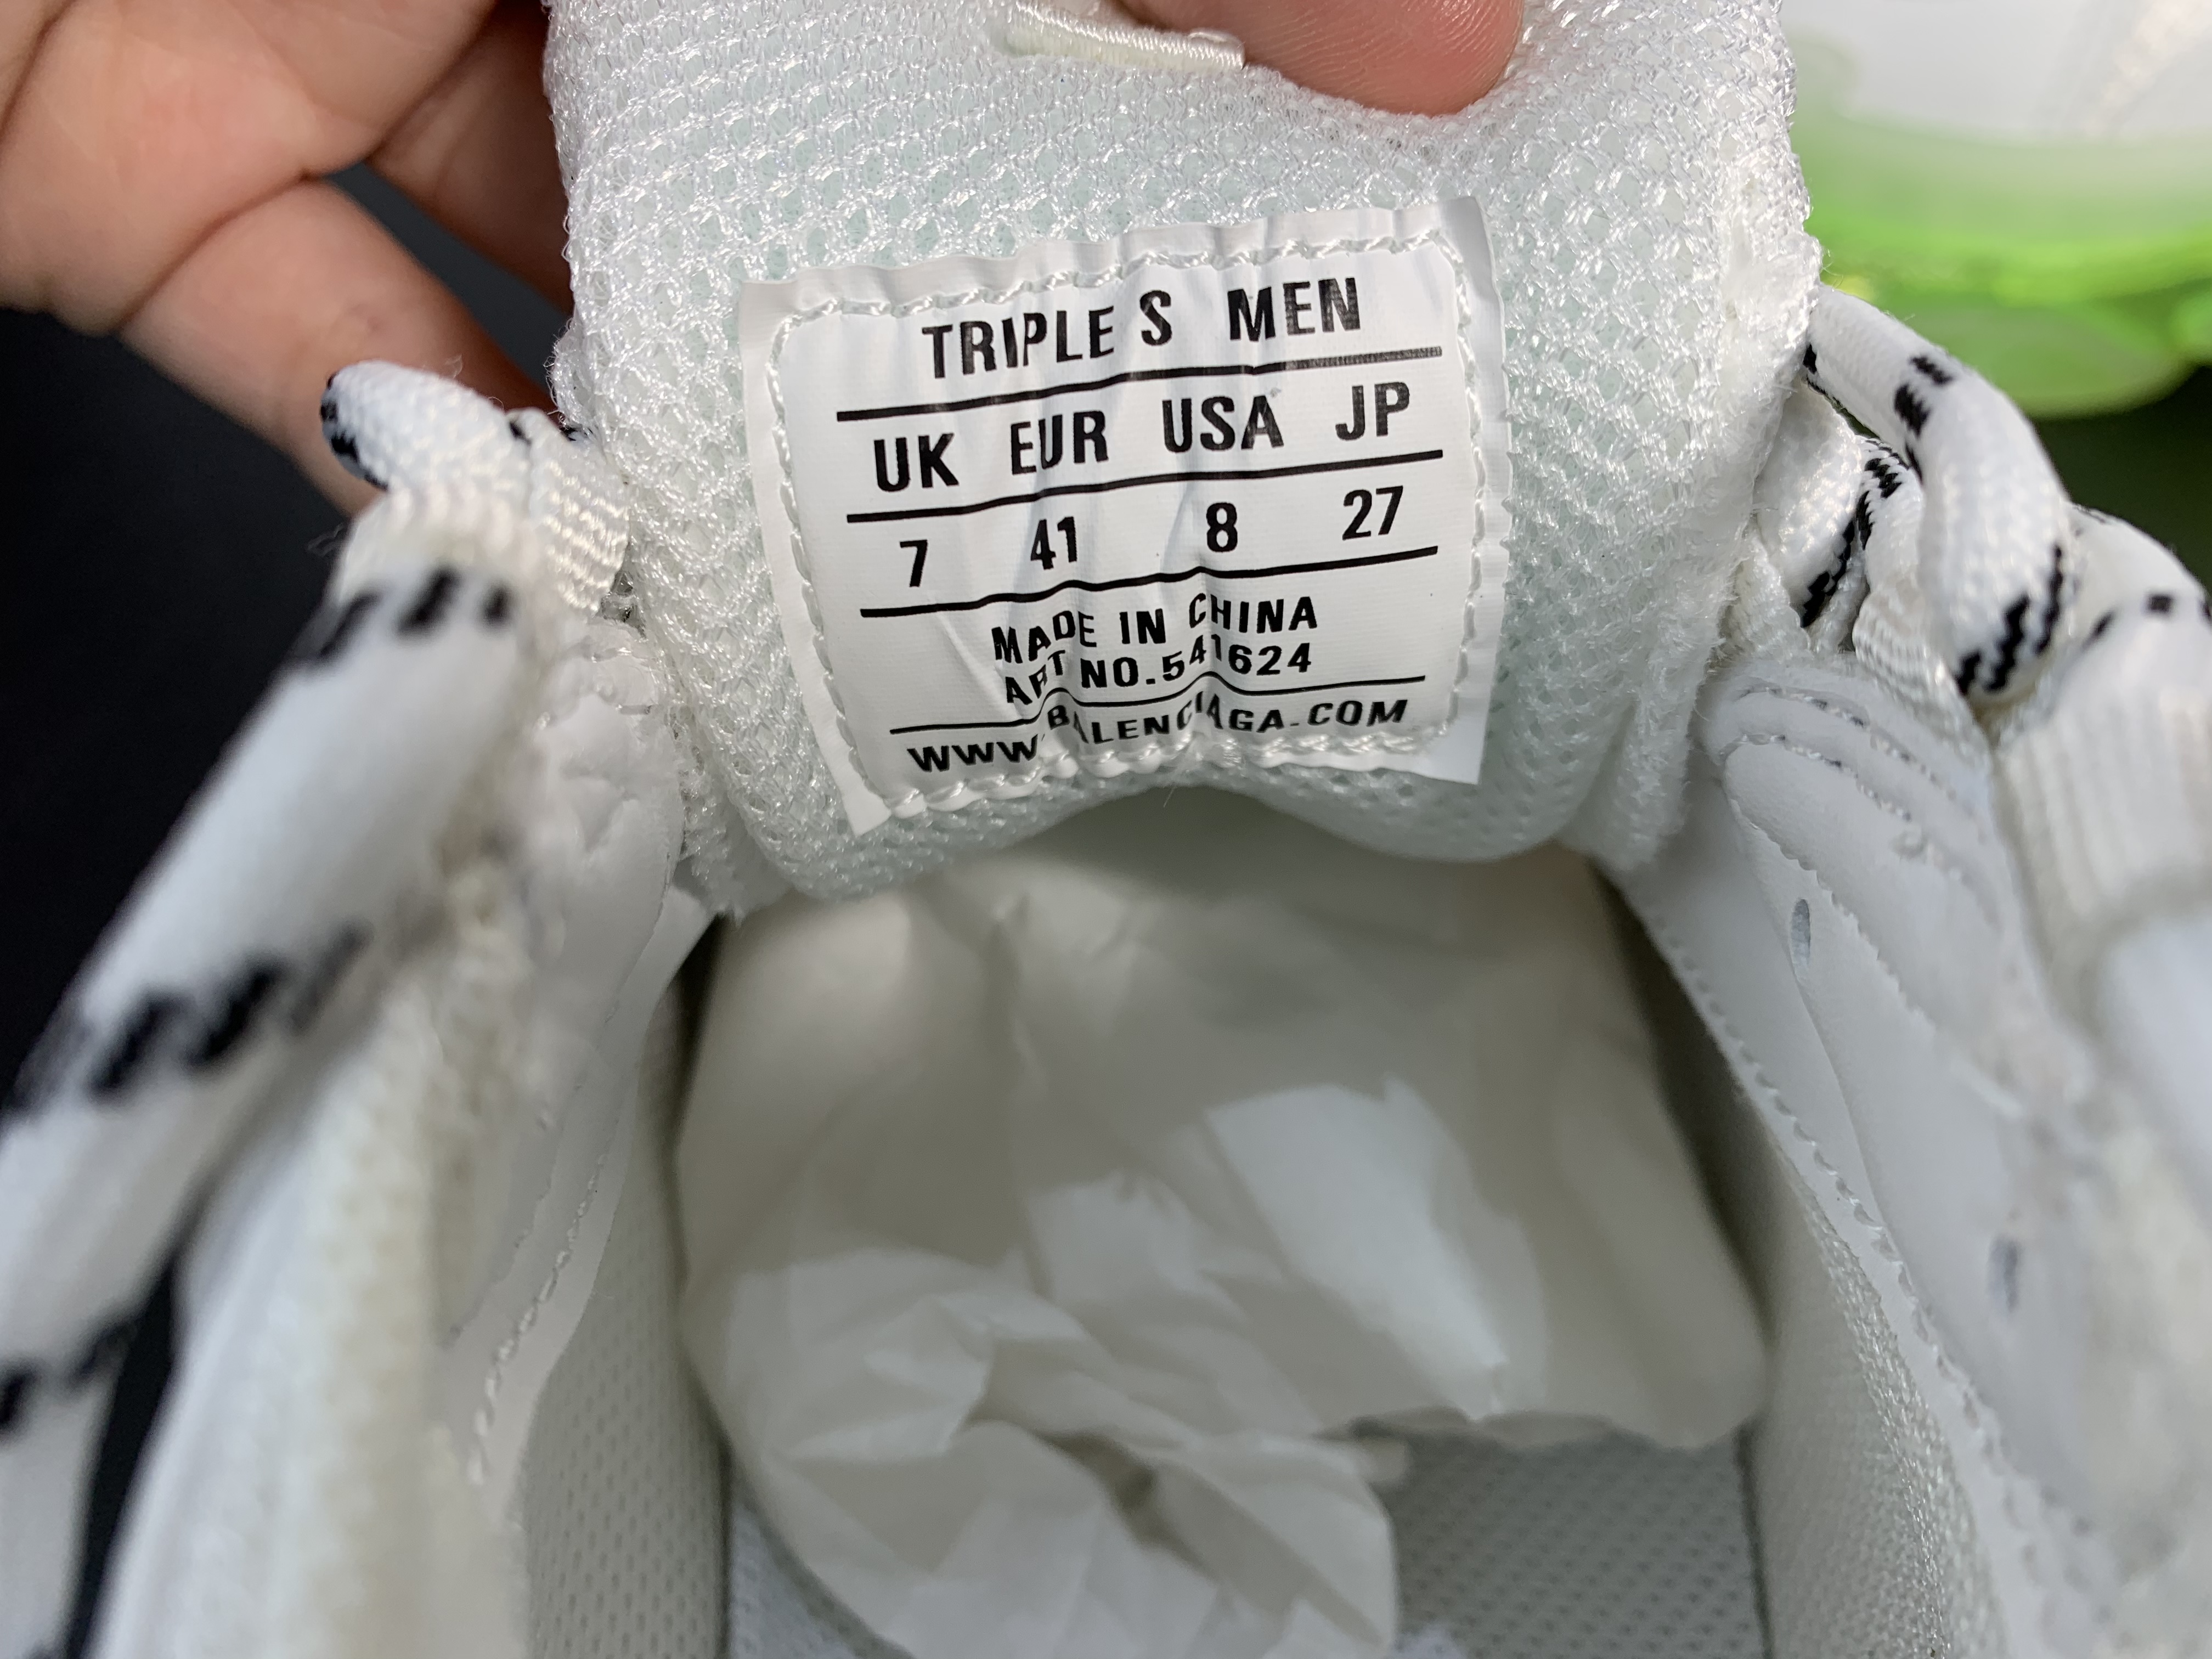 TRIPLE S MEN
UK EUR USA JP
7 41 8 27
MADE IN CHINA
ART NO.541624
WWW.BALENCIAGA.COM